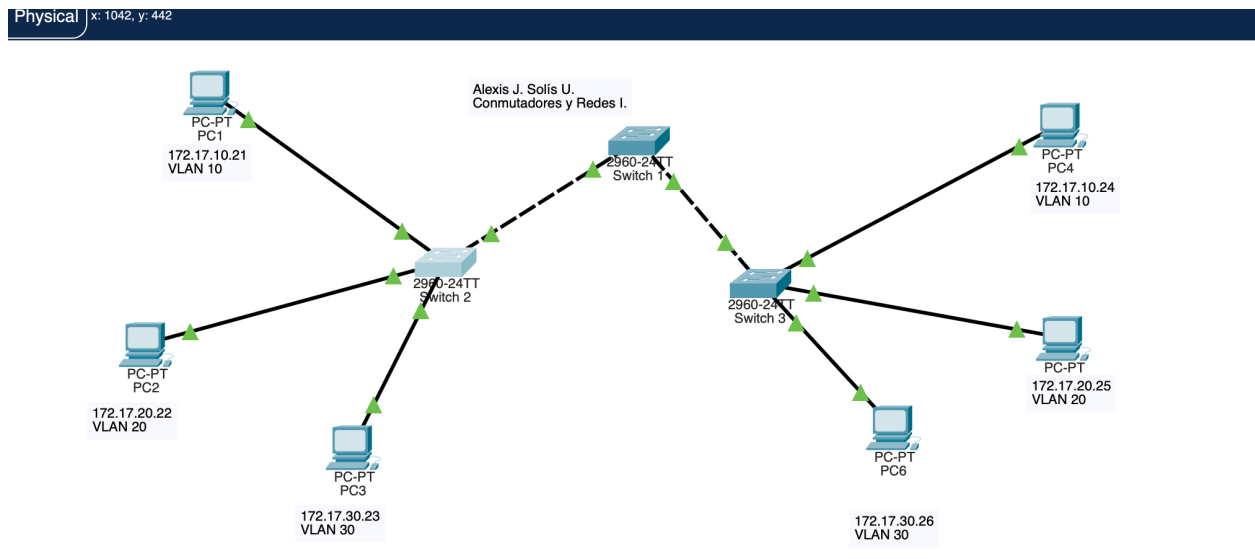 Physical x: 1042, y: 442
Alexis J. Solís U.
Conmutadores y Redes I.
PC-PT
PC1
172.17.10.21
VLAN 10
2960-24TT
Switch 1
PC-PT
PC4
172.17.10.24
VLAN 10
2960-24TT
Switch 2
2960-24TT
Switch 3
PC-PT
PC2
172.17.20.22
VLAN 20
PC-PT
172.17.20.25
VLAN 20
PC-PT
PC3
172.17.30.23
VLAN 30
PC-PT
PC6
172.17.30.26
VLAN 30